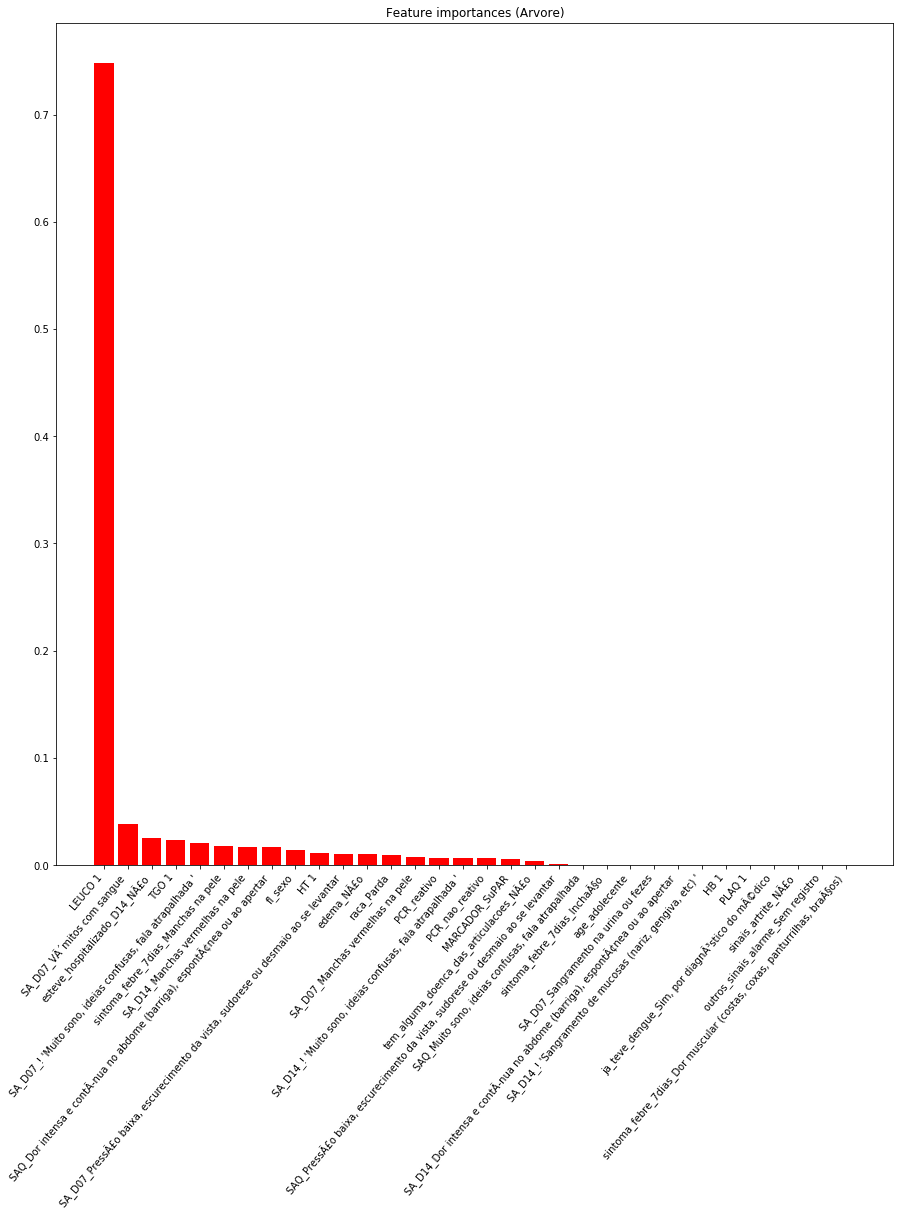 Feature importances (Arvore)
0.7
0.6
0.5
0.4
0.3
0.2
0.1
0.0
LEUCO 1
SA_D07_VÃ´mitos com sangue
esteve_hospitalizado_D14_NÃ£o
TGO 1
SA_D07_! 'Muito sono, ideias confusas, fala atrapalhada '
sintoma_febre_7dias_Manchas na pele
SA_D14_Manchas vermelhas na pele
SAQ_Dor intensa e contÃ­nua no abdome (barriga), espontÃ¢nea ou ao apertar
fl_sexo
HT 1
SA_D07_PressÃ£o baixa, escurecimento da vista, sudorese ou desmaio ao se levantar
edema_NÃ£o
raca_Parda
SA_D07_Manchas vermelhas na pele
PCR_reativo
SA_D14_! 'Muito sono, ideias confusas, fala atrapalhada '
PCR_nao_reativo
MARCADOR_SuPAR
tem_alguma_doenca_das_articulacoes_NÃ£o
SAQ_PressÃ£o baixa, escurecimento da vista, sudorese ou desmaio ao se levantar
SAQ_Muito sono, ideias confusas, fala atrapalhada
sintoma_febre_7dias_InchaÃ§o
age_adolecente
SA_D07_Sangramento na urina ou fezes
SA_D14_Dor intensa e contÃ­nua no abdome (barriga), espontÃ¢nea ou ao apertar
SA_D14_! 'Sangramento de mucosas (nariz, gengiva, etc) '
HB 1
PLAQ 1
ja_teve_dengue_Sim, por diagnÃ³stico do mÃ©dico
sinais_artrite_NÃ£o
outros_sinais_alarme_Sem registro
sintoma_febre_7dias_Dor muscular (costas, coxas, panturrilhas, braÃ§os)